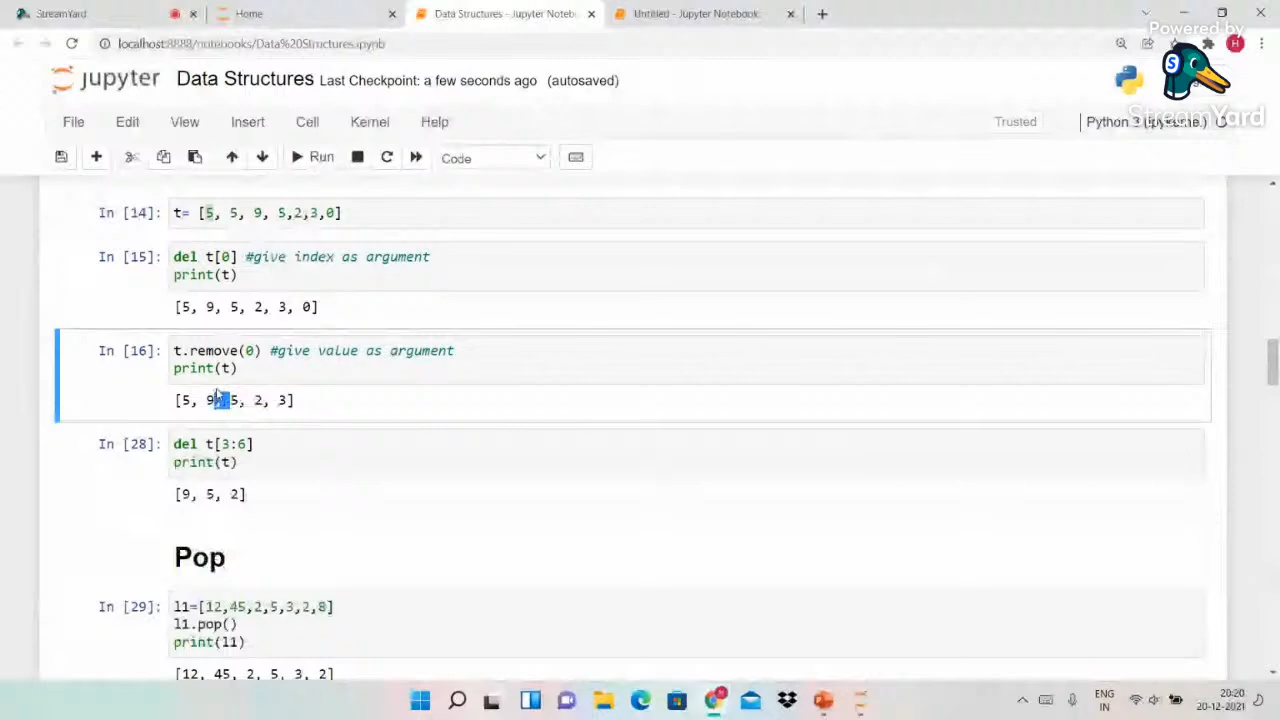 StreamYard
Home
Data Structures - Jupyter Noteb
Untitled - Jupyter Notebook
localhost:8888/notebooks/Data%20Structures.ipynb
Powered by
StreamYard
jupyter Data Structures Last Checkpoint: a few seconds ago (autosaved)
File Edit View Insert Cell Kernel Help Trusted
Run Code
In [14]: t= [5, 5, 9, 5,2,3,0]
In [15]: del t[0] #give index as argument
print(t)
[5, 9, 5, 2, 3, 0]
In [16]: t.remove(0) #give value as argument
print(t)
[5, 9, 5, 2, 3]
In [28]: del t[3:6]
print(t)
[9, 5, 2]
Pop
In [29]: l1=[12,45,2,5,3,2,8]
l1.pop()
print(l1)
[12, 45, 2, 5, 3, 2]
ENG
IN
20:20
20-12-2021